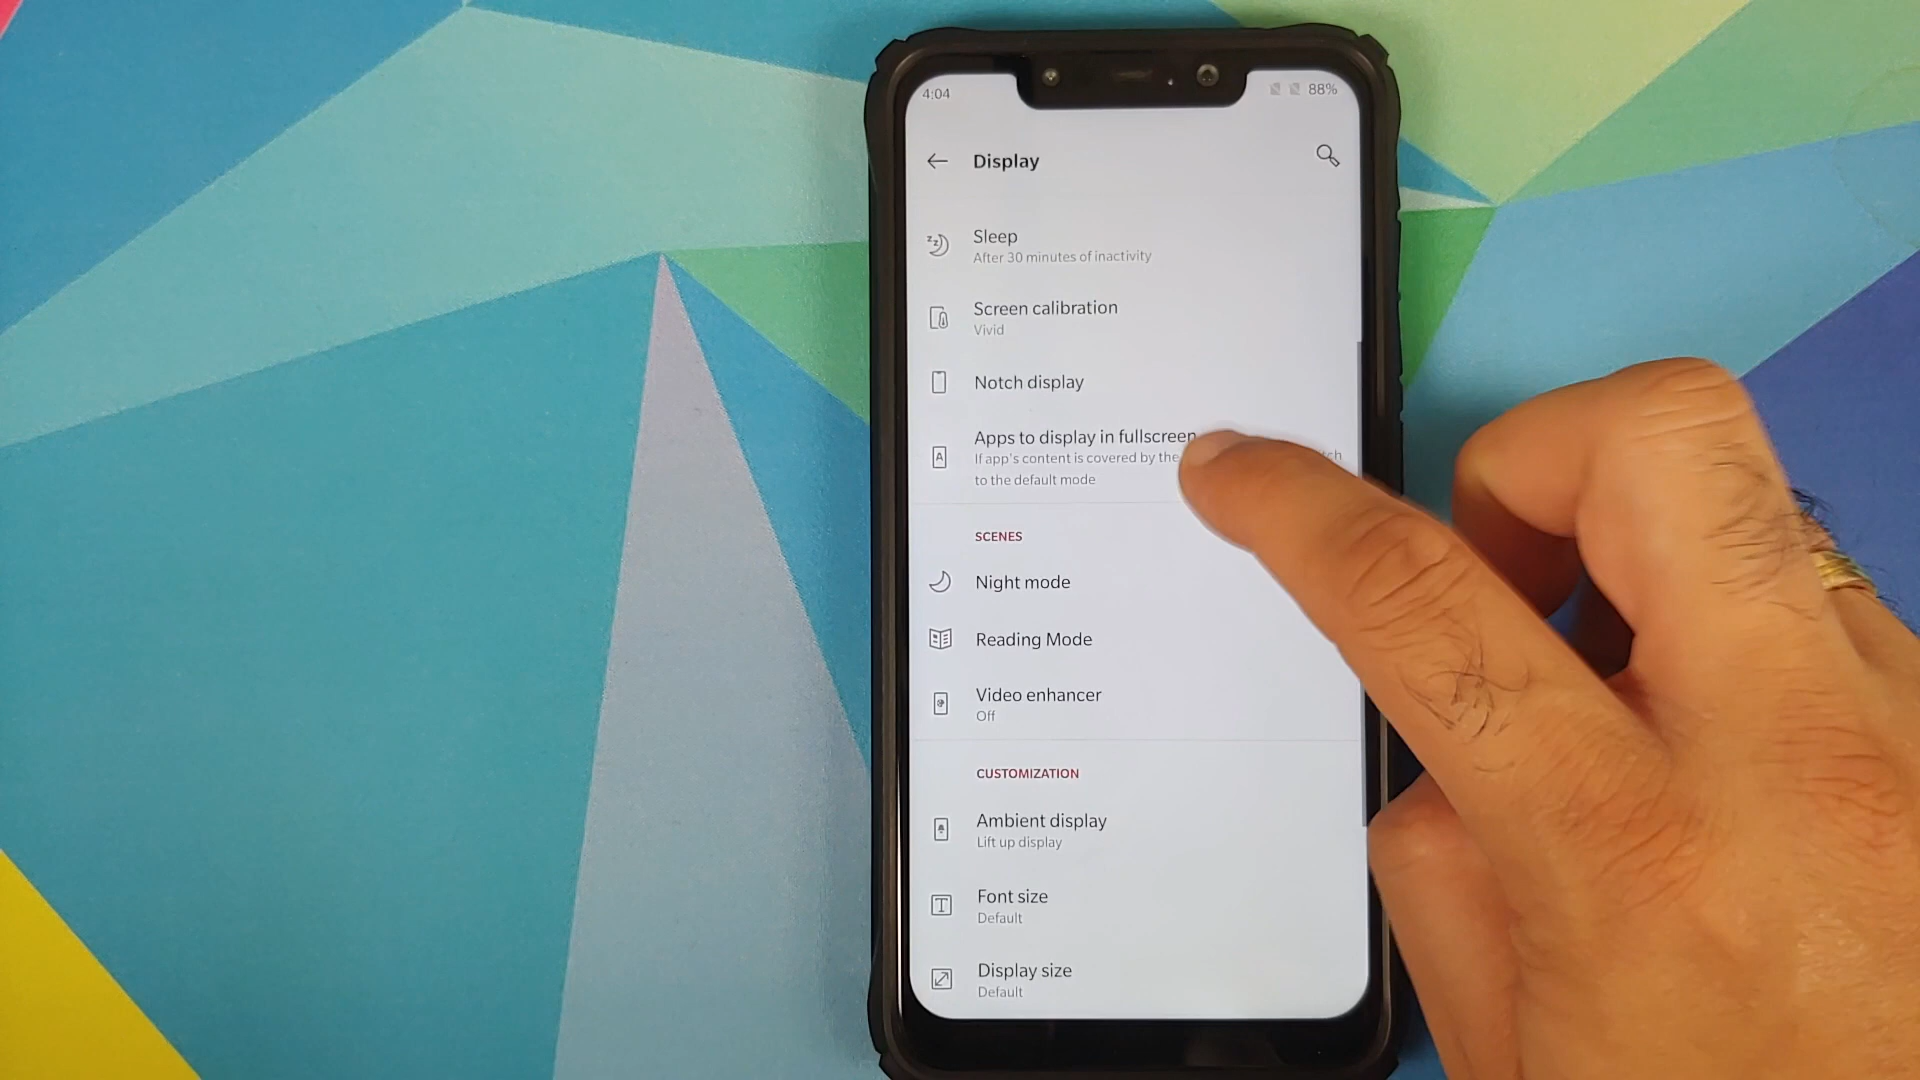 4:04
88%
Display
Sleep
After 30 minutes of inactivity
Screen calibration
Vivid
Notch display
Apps to display in fullscreen
If app's content is covered by the
to the default mode
SCENES
Night mode
Reading Mode
Video enhancer
Off
CUSTOMIZATION
Ambient display
Lift up display
Font size
Default
Display size
Default